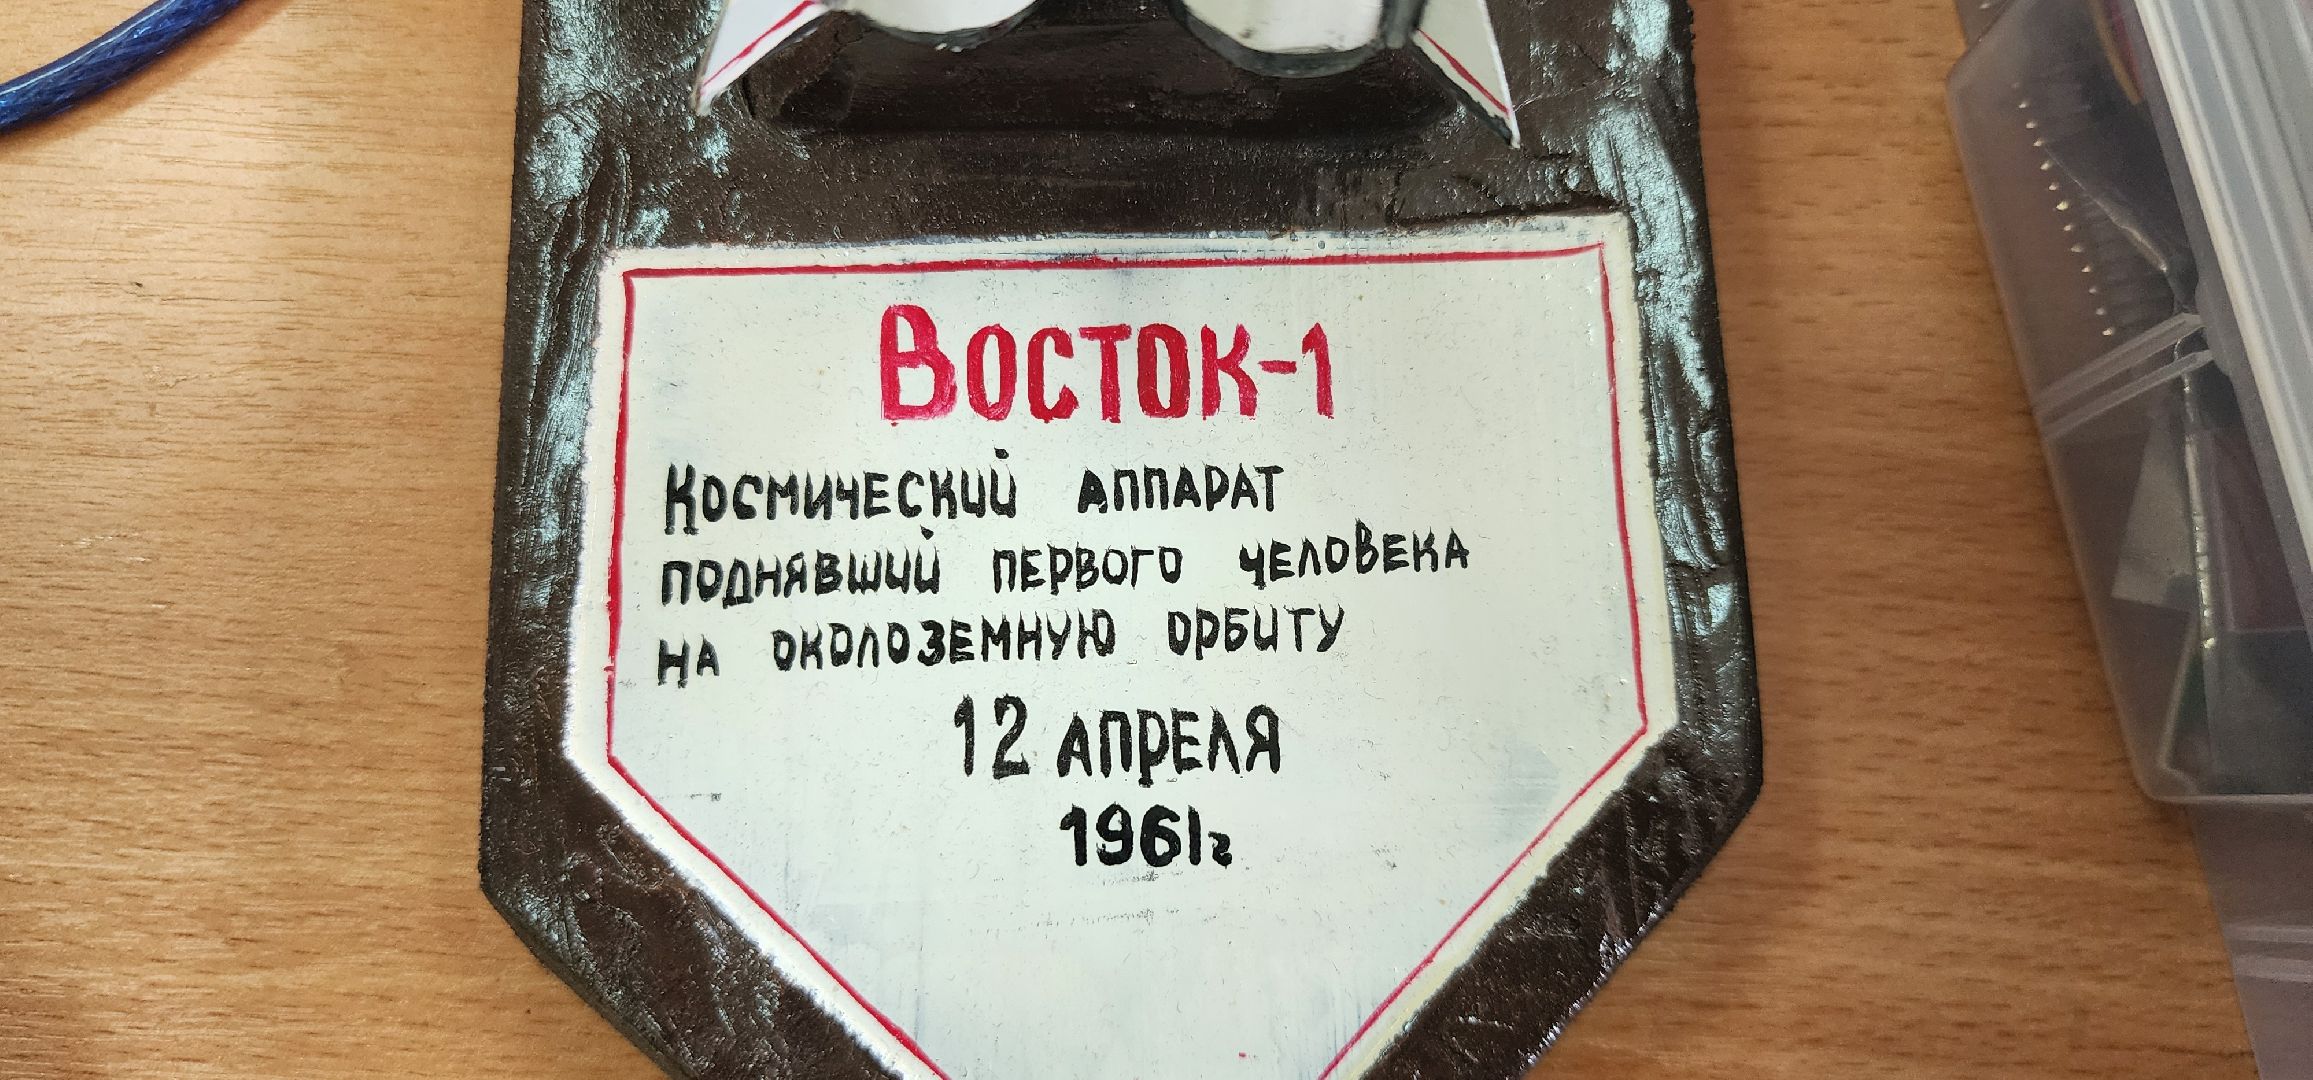 Восток-1
Космический аппарат
поднявший первого человека
на околоземную орбиту
12 апреля
1961г